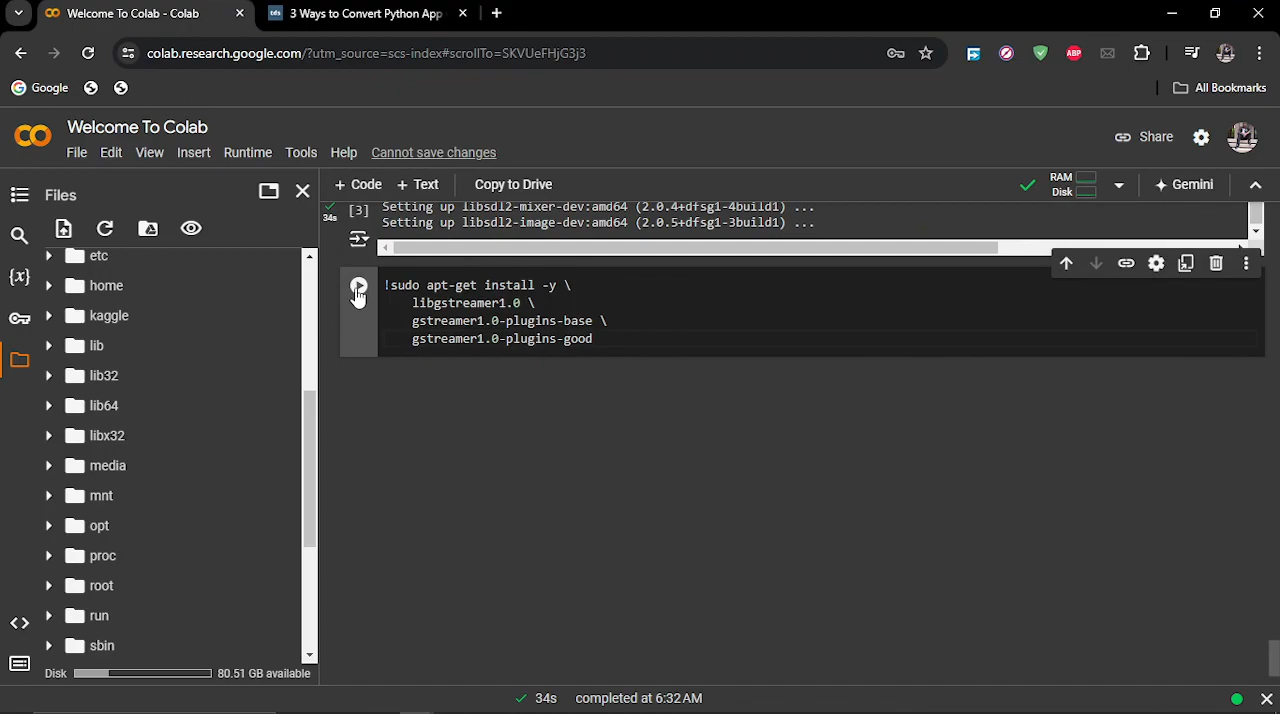 Welcome To Colab - Colab
3 Ways to Convert Python App
colab.research.google.com/?utm_source=scs-index#scrollTo=SKVUeFHjG3j3
ABP
Google
All Bookmarks
Welcome To Colab
File Edit View Insert Runtime Tools Help Cannot save changes
Share
Files
+ Code + Text Copy to Drive
RAM
Disk
Gemini
34s
[3]
Setting up libsdl2-mixer-dev:amd64 (2.0.4+dfsg1-4build1) ...
Setting up libsdl2-image-dev:amd64 (2.0.5+dfsg1-3build1) ...
{x}
etc
home
kaggle
lib
lib32
lib64
libx32
media
mnt
opt
proc
root
run
sbin
!sudo apt-get install -y \
libgstreamer1.0 \
gstreamer1.0-plugins-base \
gstreamer1.0-plugins-good
Disk 80.51 GB available
34s completed at 6:32 AM